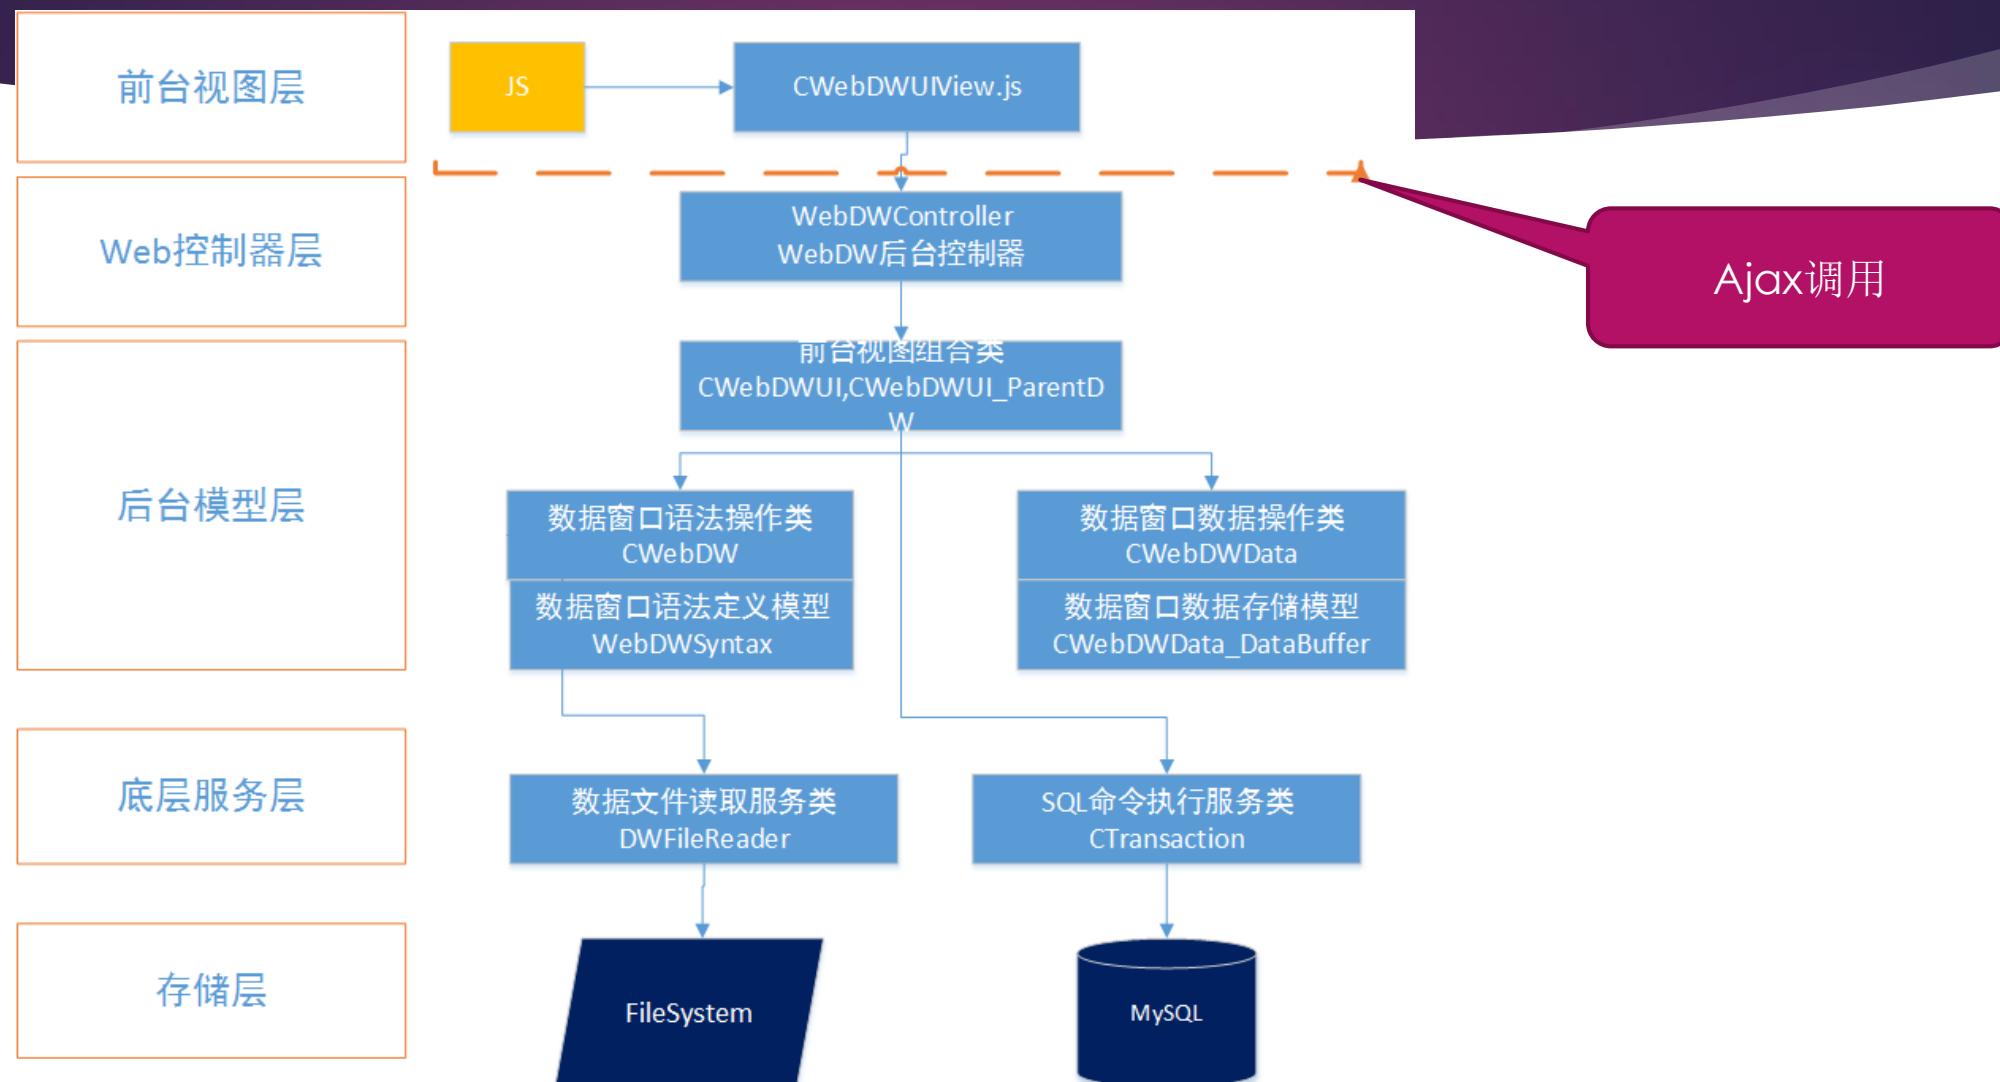 前台视图层
JS
CWebDWUIView.js
Web控制器层
WebDWController
WebDW后台控制器
Ajax调用
后台模型层
前台视图组合类
CWebDWUI,CWebDWUI_ParentD
W
数据窗口语法操作类
CWebDW
数据窗口语法定义模型
WebDWSyntax
数据窗口数据操作类
CWebDWData
数据窗口数据存储模型
CWebDWData_DataBuffer
底层服务层
数据文件读取服务类
DWFileReader
SQL命令执行服务类
CTransaction
存储层
FileSystem
MySQL